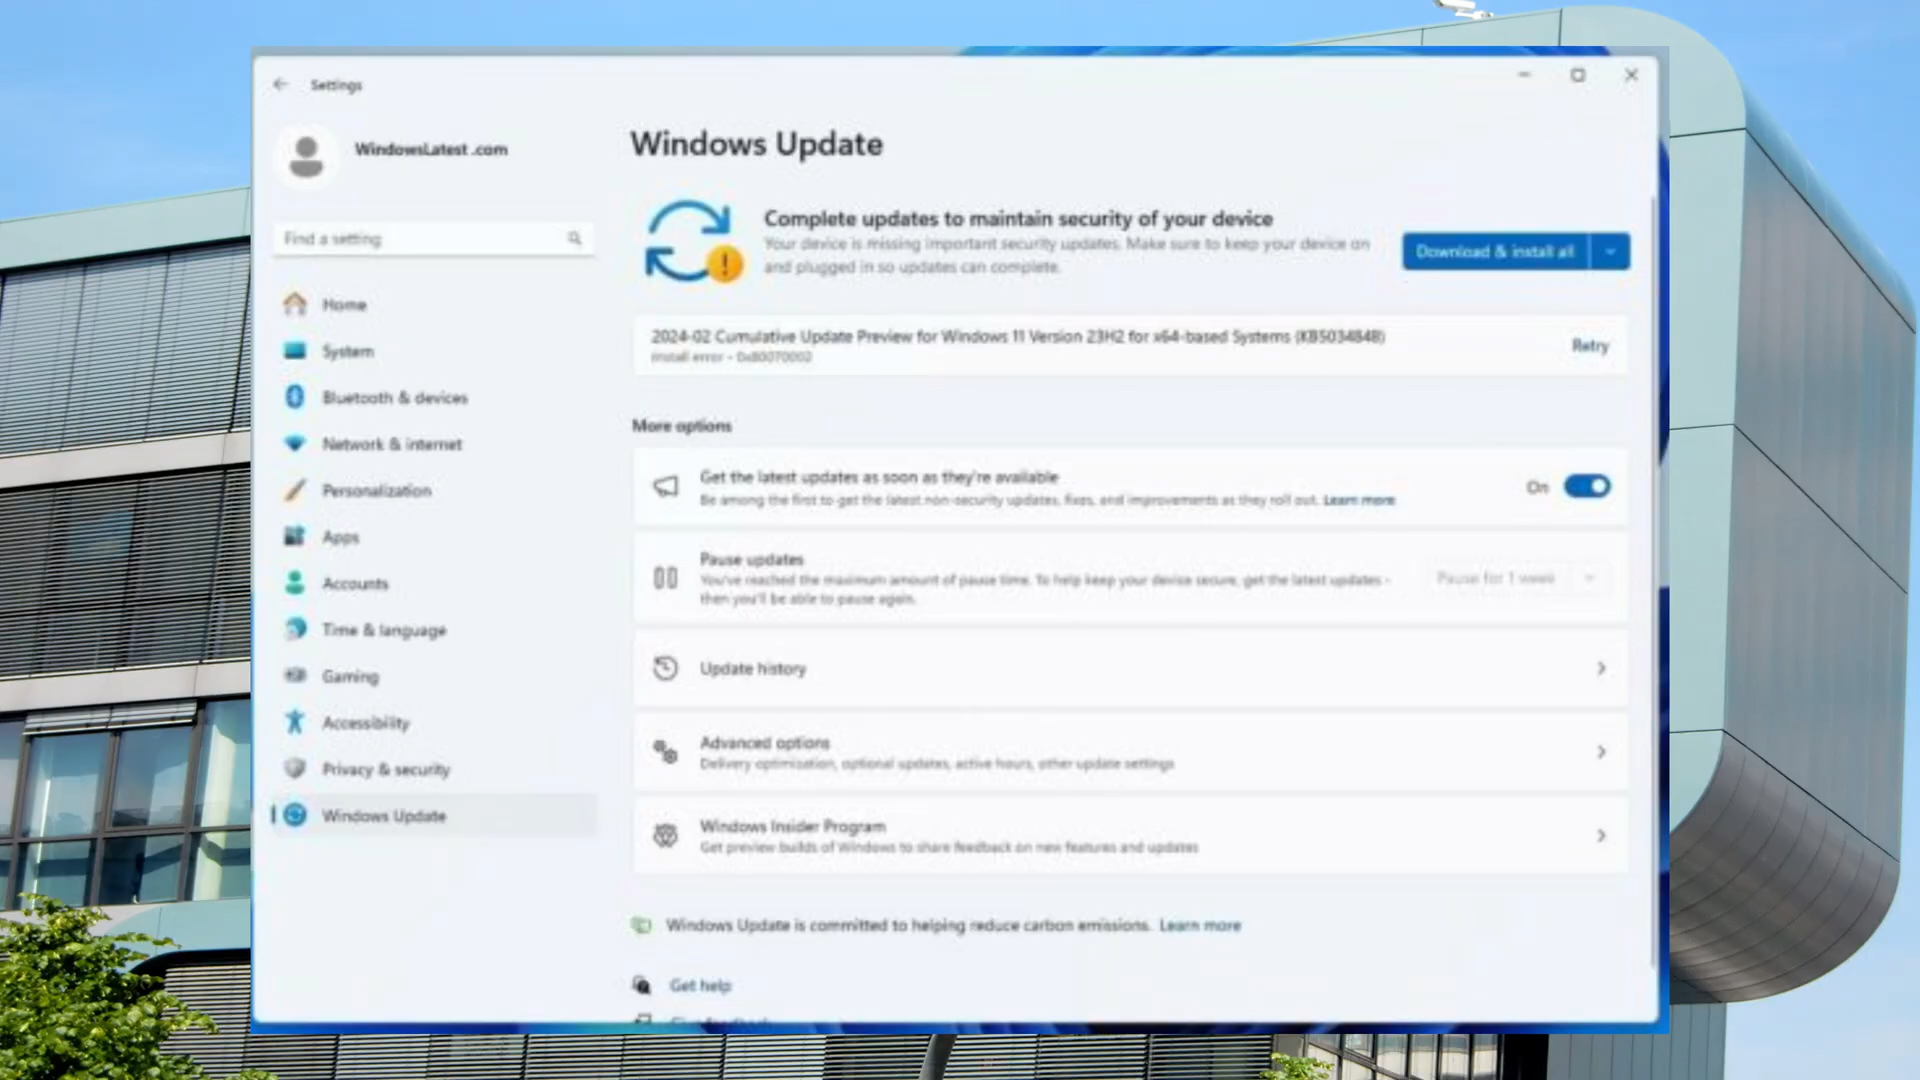 Settings
WindowsLatest .com
Find a setting
Home
System
Bluetooth & devices
Network & internet
Personalization
Apps
Accounts
Time & language
Gaming
Accessibility
Privacy & security
Windows Update
Windows Update
Complete updates to maintain security of your device
Your device is missing important security updates. Make sure to keep your device on
and plugged in so updates can complete.
Download & install all
2024-02 Cumulative Update Preview for Windows 11 Version 23H2 for x64-based Systems (KB5034848)
Install error - 0x80070002
Retry
More options
Get the latest updates as soon as they're available
Be among the first to get the latest non-security updates, fixes, and improvements as they roll out. Learn more
On
Pause updates
You've reached the maximum amount of pause time. To help keep your device secure, get the latest updates -
then you'll be able to pause again.
Pause for 1 week
Update history
Advanced options
Delivery optimization, optional updates, active hours, other update settings
Windows Insider Program
Get preview builds of Windows to share feedback on new features and updates
Windows Update is committed to helping reduce carbon emissions. Learn more
Get help
Give feedback